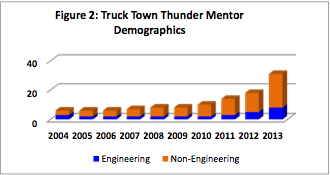 Figure 2: Truck Town Thunder Mentor
Demographics
40
20
0
2004 2005 2006 2007 2008 2009 2010 2011 2012 2013
Engineering Non-Engineering